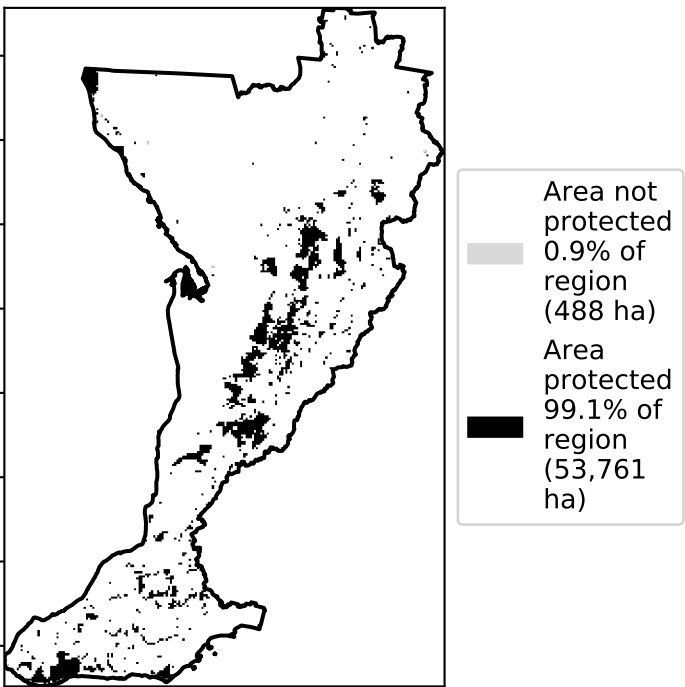 Area not
protected
0.9% of
region
(488 ha)
Area
protected
99.1% of
region
(53,761
ha)